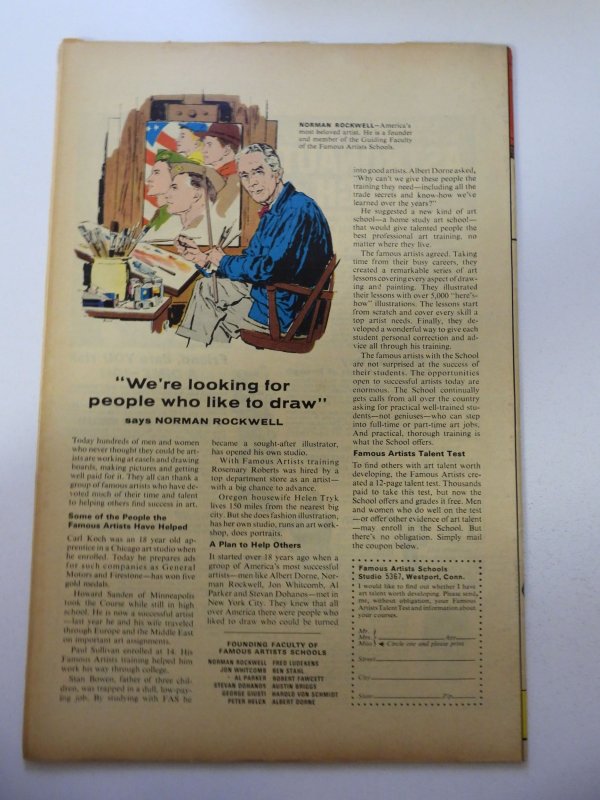 NORMAN ROCKWELL—America's
most beloved artist. He is a founder
and member of the Guiding Faculty
of the Famous Artists Schools.
"We're looking for
people who like to draw"
says NORMAN ROCKWELL
Today hundreds of men and women
who never thought they could be art-
ists are working at easels and drawing
boards, making pictures and getting
well paid for it. They all can thank a
group of famous artists who have de-
voted much of their time and talent
to helping others find success in art.
Some of the People the
Famous Artists Have Helped
Carl Koch was an 18 year old ap-
prentice in a Chicago art studio when
he enrolled. Today he prepares ads
for such companies as General
Motors and Firestone—has won five
gold medals.
Howard Sanden of Minneapolis
took the Course while still in high
school. He is now a successful artist
—last year he and his wife traveled
through Europe and the Middle East
on important art assignments.
Paul Sullivan enrolled at 14. His
Famous Artists training helped him
work his way through college.
Stan Bowen, father of three chil-
dren, was trapped in a dull, low-pay-
ing job. By studying with FAS he
became a sought-after illustrator,
has opened his own studio.
With Famous Artists training
Rosemary Roberts was hired by a
top department store as an artist—
with a big chance to advance.
Oregon housewife Helen Tryk
lives 150 miles from the nearest big
city. But she does fashion illustration,
has her own studio, runs an art work-
shop, does portraits.
A Plan to Help Others
It started over 18 years ago when a
group of America's most successful
artists—men like Albert Dorne, Nor-
man Rockwell, Jon Whitcomb, Al
Parker and Stevan Dohanos—met in
New York City. They knew that all
over America there were people who
liked to draw who could be turned
FOUNDING FACULTY OF
FAMOUS ARTISTS SCHOOLS
NORMAN ROCKWELL FRED LUDEKENS
JON WHITCOMB BEN STAHL
AL PARKER ROBERT FAWCETT
STEVAN DOHANOS AUSTIN BRIGGS
GEORGE GIUSTI HAROLD VON SCHMIDT
PETER HELCK ALBERT DORNE
into good artists. Albert Dorne asked,
"Why can't we give these people the
training they need—including all the
trade secrets and know-how we've
learned over the years?"
He suggested a new kind of art
school—a home study art school—
that would give talented people the
best professional art training, no
matter where they live.
The famous artists agreed. Taking
time from their busy careers, they
created a remarkable series of art
lessons covering every aspect of draw-
ing and painting. They illustrated
their lessons with over 5,000 "here's-
how" illustrations. The lessons start
from scratch and cover every skill a
top artist needs. Finally, they de-
veloped a wonderful way to give each
student personal correction and ad-
vice all through his training.
The famous artists with the School
are not surprised at the success of
their students. The opportunities
open to successful artists today are
enormous. The School continually
gets calls from all over the country
asking for practical well-trained stu-
dents—not geniuses—who can step
into full-time or part-time art jobs.
And practical, thorough training is
what the School offers.
Famous Artists Talent Test
To find others with art talent worth
developing, the Famous Artists cre-
ated a 12-page talent test. Thousands
paid to take this test, but now the
School offers and grades it free. Men
and women who do well on the test
—or offer other evidence of art talent
—may enroll in the School. But
there's no obligation. Simply mail
the coupon below.
Famous Artists Schools
Studio 5367, Westport, Conn.
I would like to find out whether I have
art talent worth developing. Please send
me, without obligation, your Famous
Artists Talent Test and information about
your courses.
Mr.
Mrs. Age
Miss Circle one and please print
Street
City
State Zip